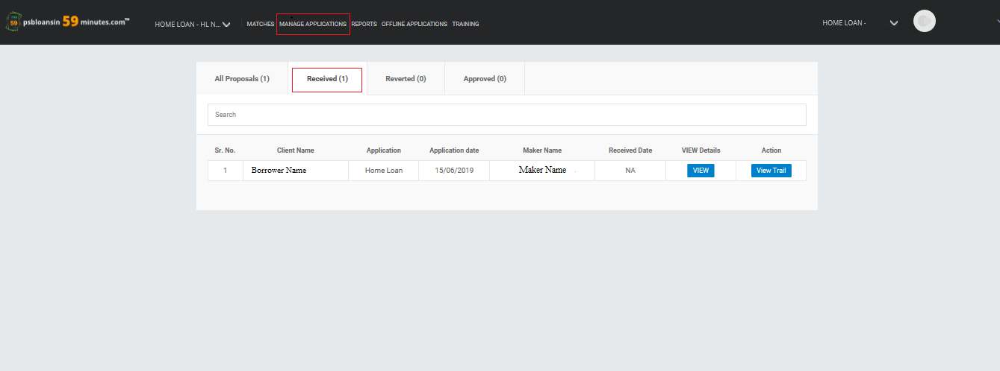 psbloansin 59 minutes.com™
HOME LOAN - HL N... MATCHES MANAGE APPLICATIONS REPORTS OFFLINE APPLICATIONS TRAINING HOME LOAN -
All Proposals (1) Received (1) Reverted (0) Approved (0)
Search
Sr. No. Client Name Application Application date Maker Name Received Date VIEW Details Action
1 Borrower Name Home Loan 15/06/2019 Maker Name NA VIEW View Trail